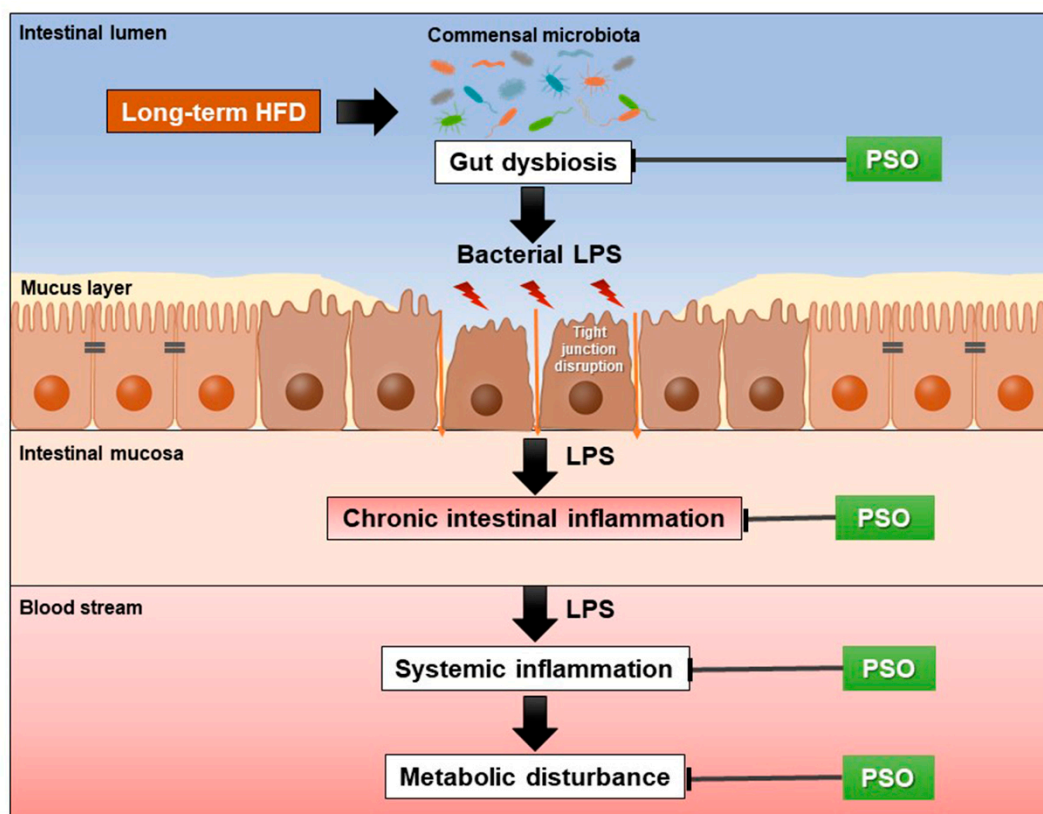 Intestinal lumen
Commensal microbiota
Long-term HFD
Gut dysbiosis
PSO
Bacterial LPS
Mucus layer
Tight
junction
disruption
Intestinal mucosa
LPS
Chronic intestinal inflammation
PSO
Blood stream
LPS
Systemic inflammation
PSO
Metabolic disturbance
PSO